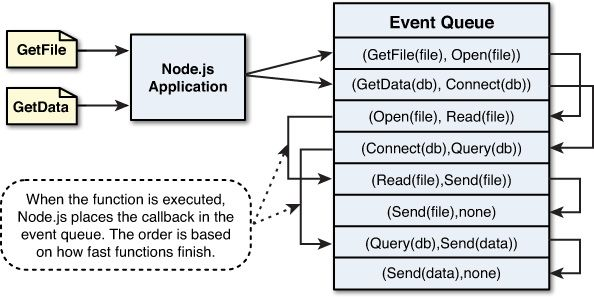 GetFile
GetData
Node.js
Application
Event Queue
(GetFile(file), Open(file))
(GetData(db), Connect(db))
(Open(file), Read(file))
(Connect(db),Query(db))
(Read(file),Send(file))
(Send(file),none)
(Query(db),Send(data))
(Send(data),none)
When the function is executed,
Node.js places the callback in the
event queue. The order is based
on how fast functions finish.